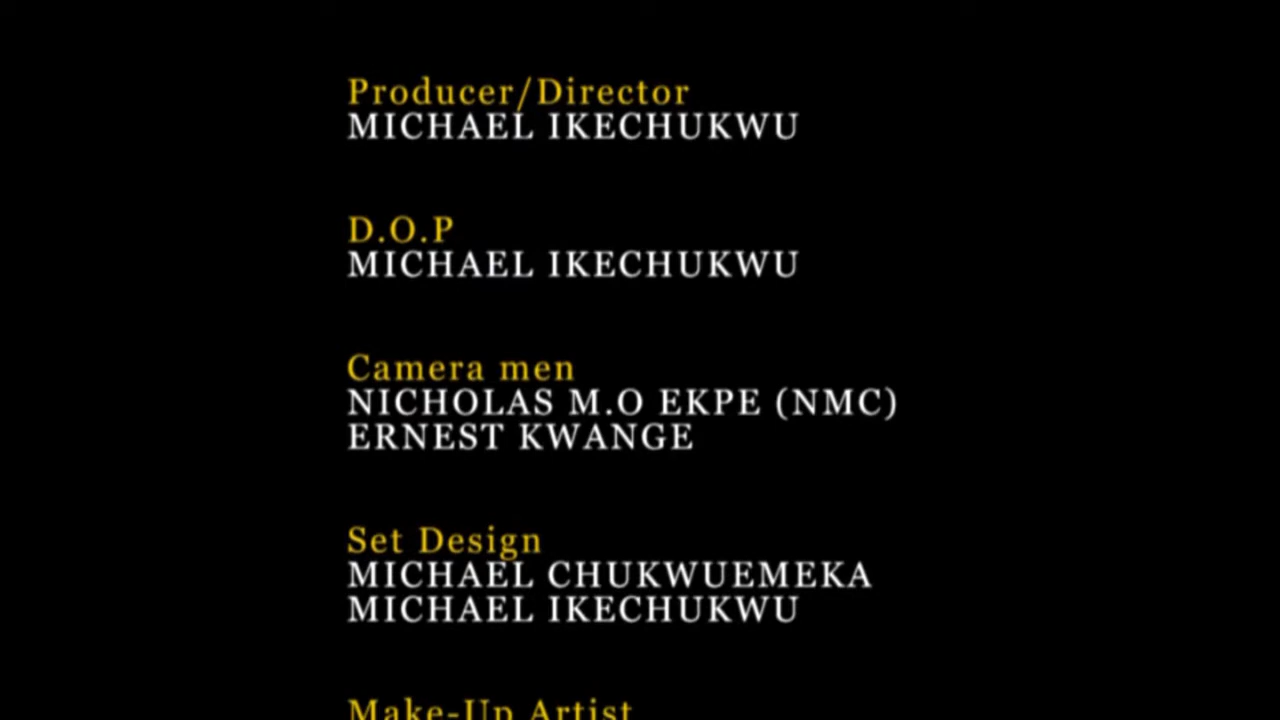 Producer/Director
MICHAEL IKECHUKWU
D.O.P
MICHAEL IKECHUKWU
Camera men
NICHOLAS M.O EKPE (NMC)
ERNEST KWANGE
Set Design
MICHAEL CHUKWUEMEKA
MICHAEL IKECHUKWU
Make-Up Artist